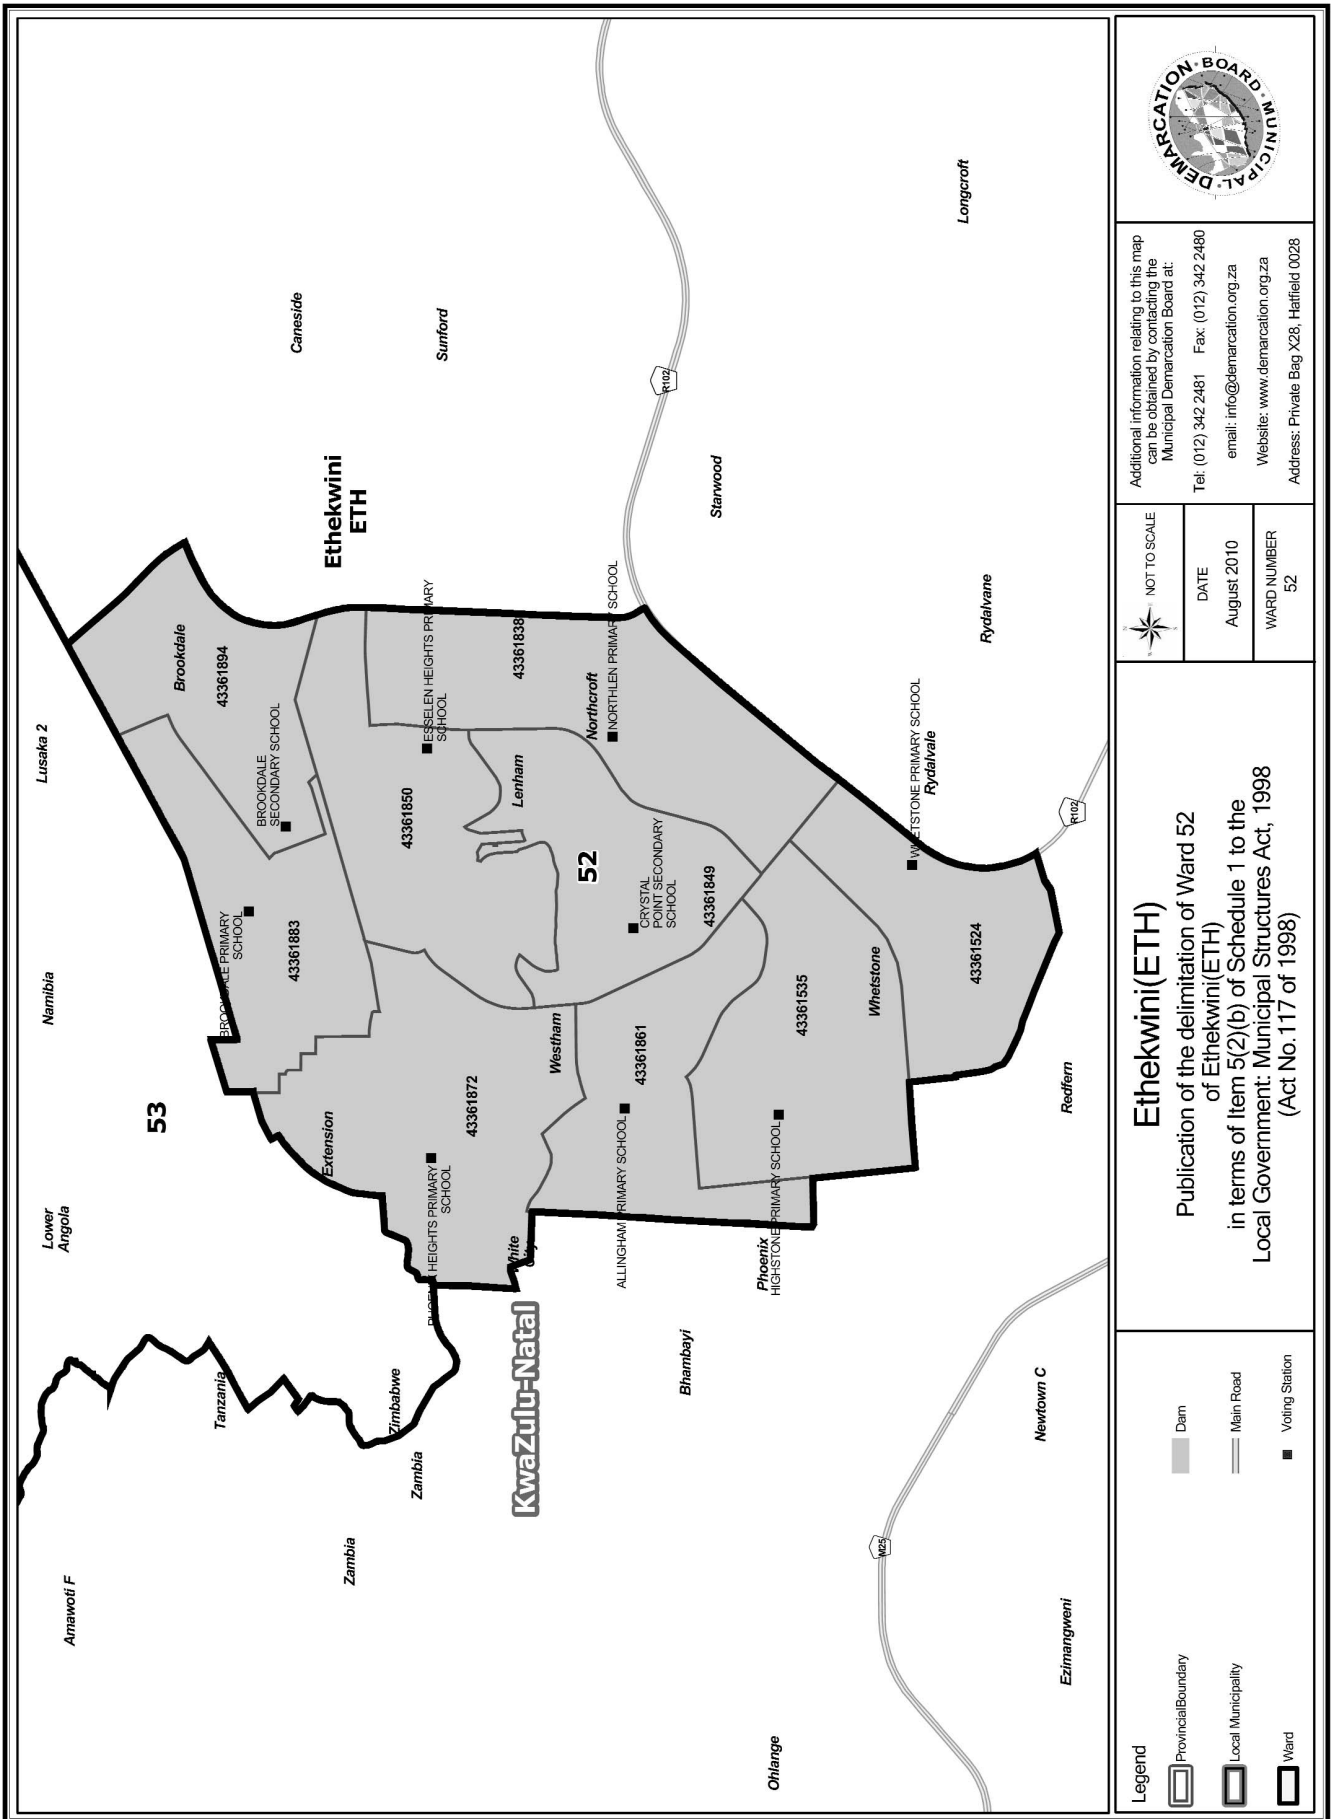 Amawoti F
Lower
Angola
Namibia
Lusaka 2
53
Tanzania
BROOKDALE PRIMARY
SCHOOL
Brookdale
43361894
BROOKDALE
SECONDARY SCHOOL
43361883
Caneside
Extension
Ethekwini
ETH
Zambia
Zimbabwe
Zambia
43361850
PHOENIX HEIGHTS PRIMARY
SCHOOL
ESSELEN HEIGHTS PRIMARY
SCHOOL
Sunford
43361872
KwaZulu-Natal
White
City
Lenham
43361838
Westham
52
Northcroft
NORTHLEN PRIMARY SCHOOL
ALLINGHAM PRIMARY SCHOOL
43361861
CRYSTAL
POINT SECONDARY
SCHOOL
R102
Bhambayi
43361849
Starwood
Ohlange
Phoenix
HIGHSTONE PRIMARY SCHOOL
43361535
Whetstone
M25
WHETSTONE PRIMARY SCHOOL
Rydalvale
Longcroft
43361524
Rydalvane
Newtown C
Ezimangweni
Redfern
R102
Legend
ProvincialBoundary
Local Municipality
Ward
Dam
Main Road
Voting Station
Ethekwini(ETH)
Publication of the delimitation of Ward 52
of Ethekwini(ETH)
in terms of Item 5(2)(b) of Schedule 1 to the
Local Government: Municipal Structures Act, 1998
(Act No.117 of 1998)
NOT TO SCALE
DATE
August 2010
WARD NUMBER
52
Additional information relating to this map
can be obtained by contacting the
Municipal Demarcation Board at:
Tel: (012) 342 2481 Fax: (012) 342 2480
email: info@demarcation.org.za
Website: www.demarcation.org.za
Address: Private Bag X28, Hatfield 0028
MUNICIPAL • DEMARCATION • BOARD •